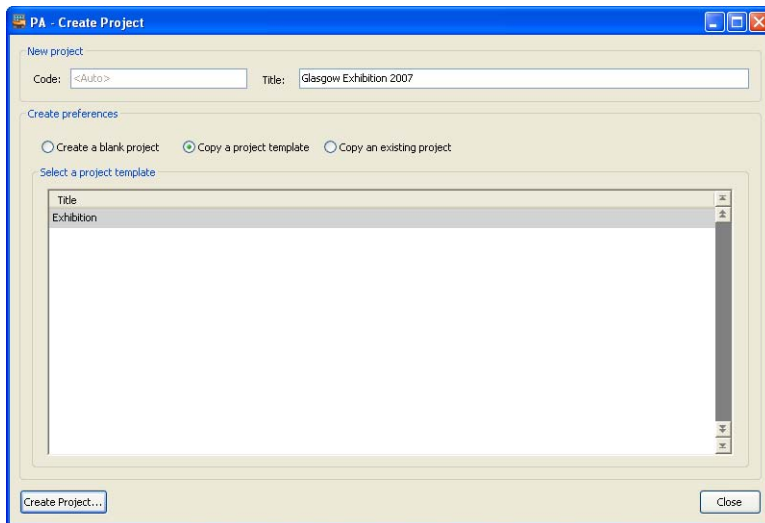 PA - Create Project
New project
Code: <Auto> Title: Glasgow Exhibition 2007
Create preferences
Create a blank project Copy a project template Copy an existing project
Select a project template
Title
Exhibition
Create Project... Close